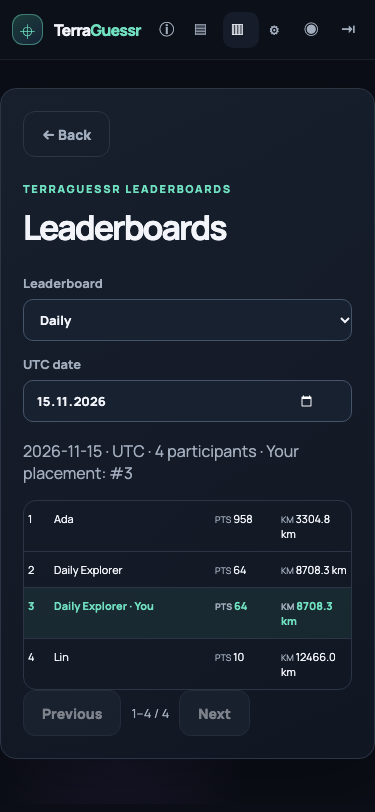 TerraGuessr
← Back
TERRAGUESSR LEADERBOARDS
Leaderboards
Leaderboard
Daily
UTC date
15.11.2026
2026-11-15 · UTC · 4 participants · Your
placement: #3
1 Ada PTS 958 KM 3304.8
km
2 Daily Explorer PTS 64 KM 8708.3 km
3 Daily Explorer · You PTS 64 KM 8708.3
km
4 Lin PTS 10 KM 12466.0
km
Previous 1–4 / 4 Next